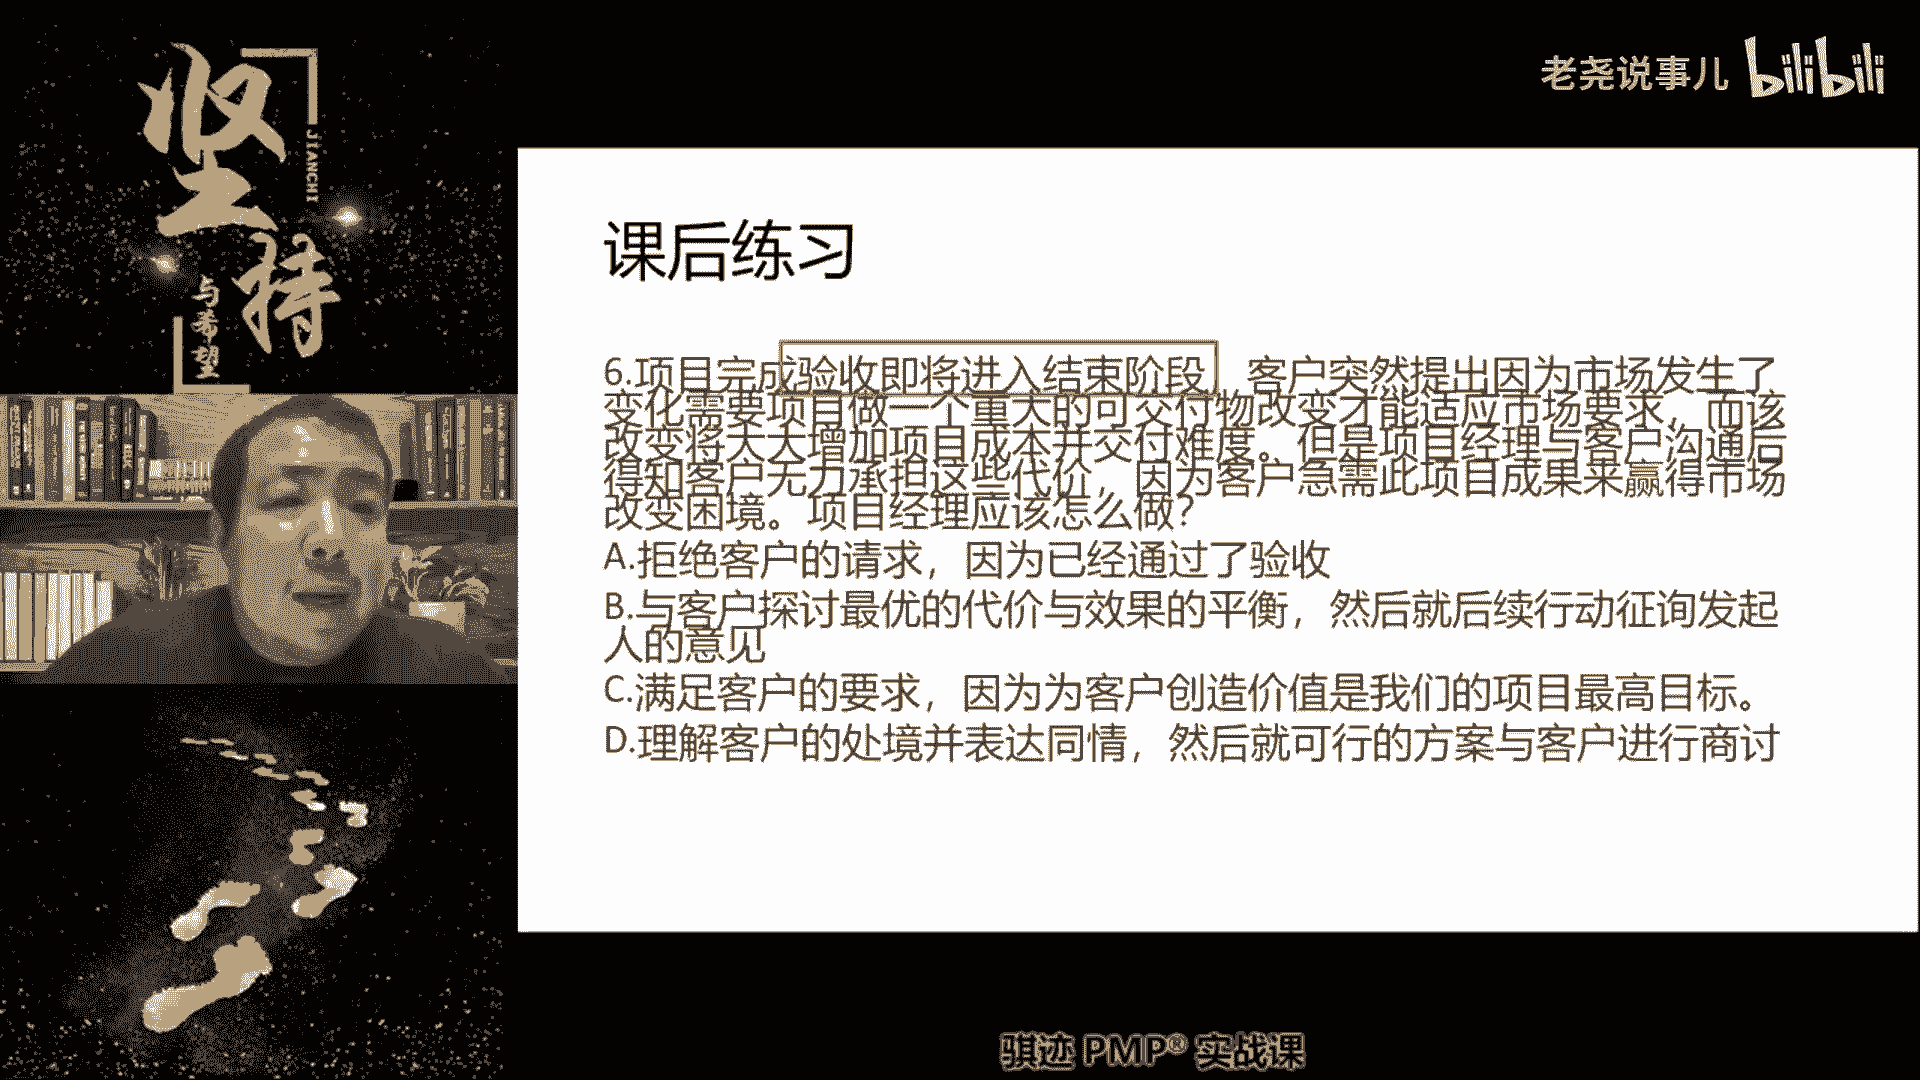 坚持
JIANCHI
与希望
老尧说事儿 bilibili
课后练习
6.项目完成验收即将进入结束阶段，客户突然提出因为市场发生了
变化需要项目做一个重大的可交付物改变才能适应市场要求，而该
改变将大大增加项目成本并交付难度。但是项目经理与客户沟通后
得知客户无力承担这些代价，因为客户急需此项目成果来赢得市场
改变困境。项目经理应该怎么做？
A.拒绝客户的请求，因为已经通过了验收
B.与客户探讨最优的代价与效果的平衡，然后就后续行动征询发起
人的意见
C.满足客户的要求，因为为客户创造价值是我们的项目最高目标。
D.理解客户的处境并表达同情，然后就可行的方案与客户进行商讨
骐迹 PMP® 实战课